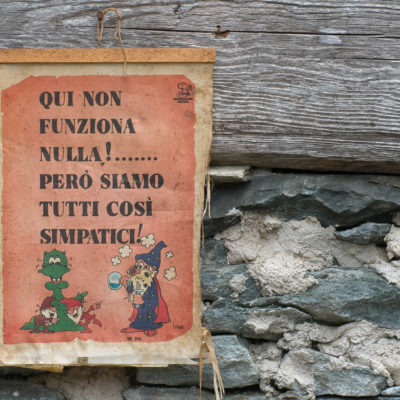 QUI NON
FUNZIONA
NULLA!.......
PERÒ SIAMO
TUTTI COSÌ
SIMPATICI!